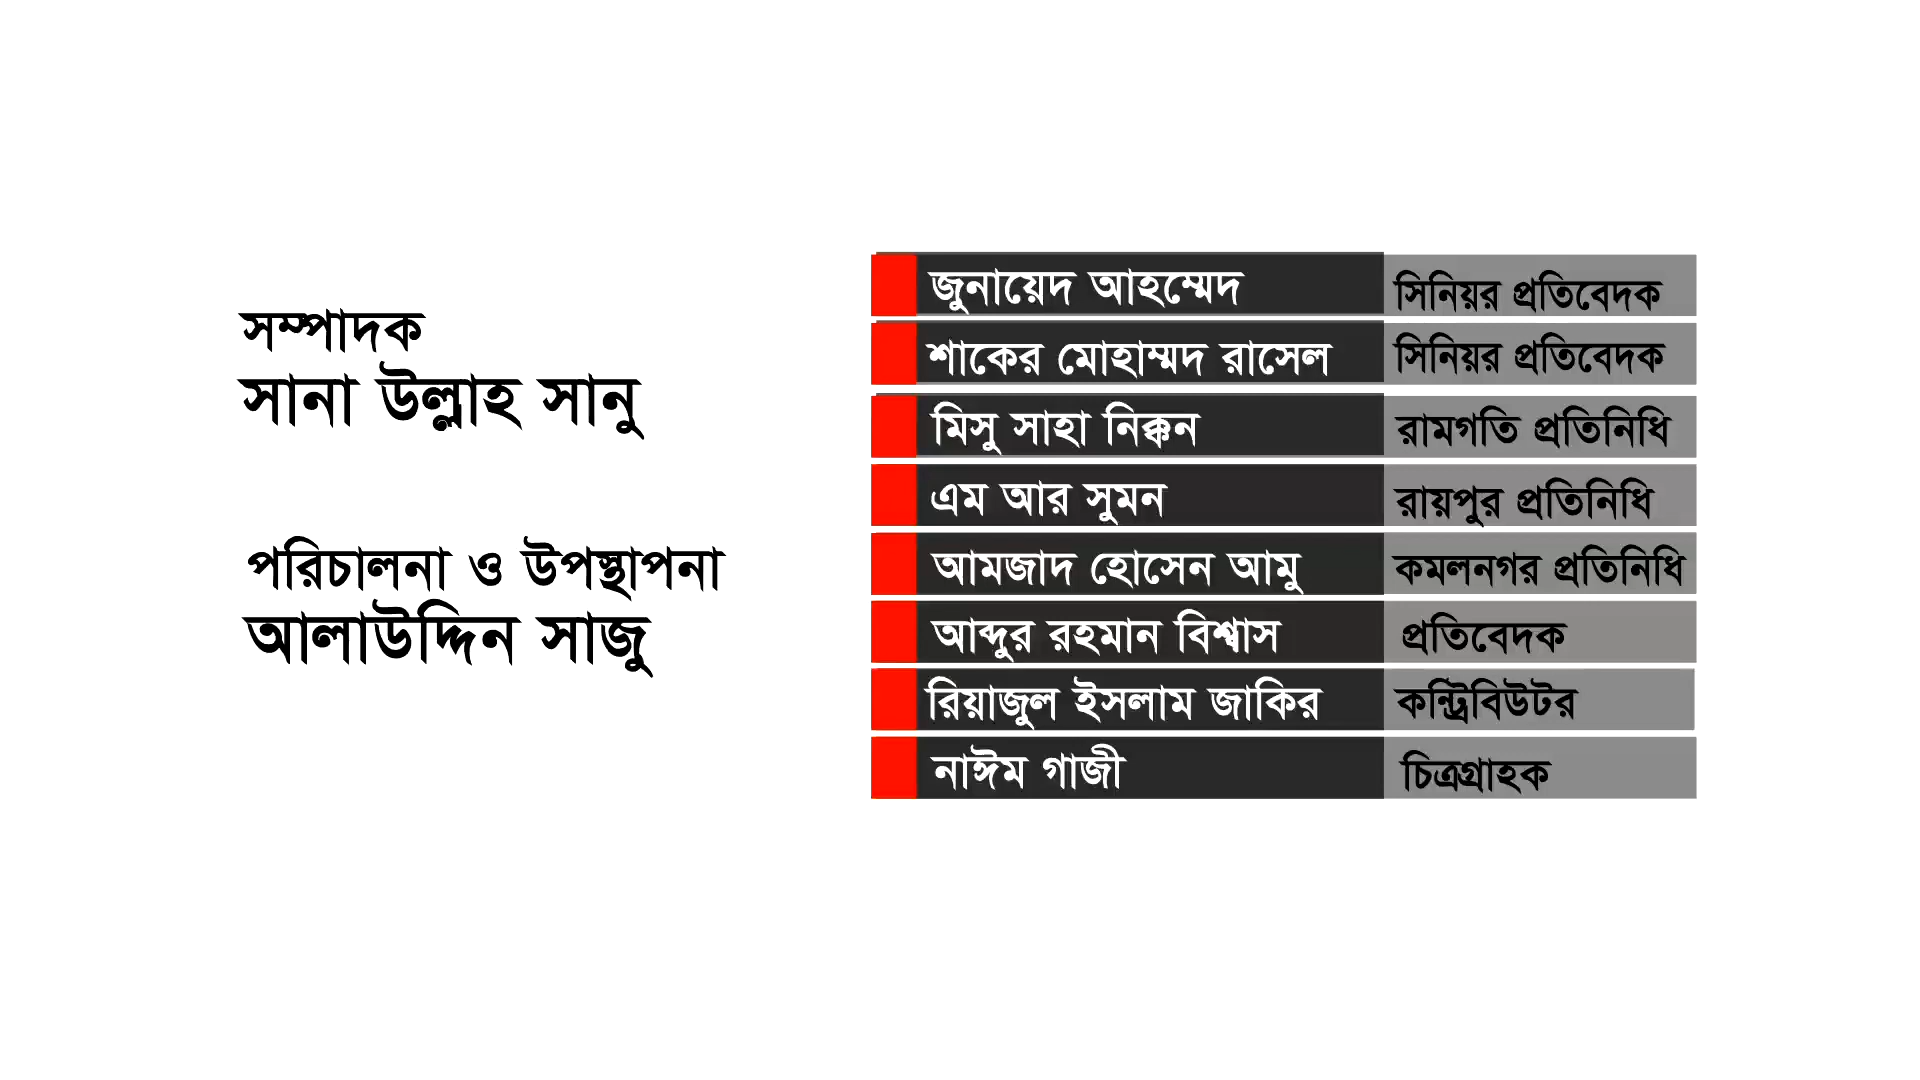 সম্পাদক
সানা উল্লাহ সানু
পরিচালনা ও উপস্থাপনা
আলাউদ্দিন সাজু
জুনায়েদ আহম্মেদ সিনিয়র প্রতিবেদক
শাকের মোহাম্মদ রাসেল সিনিয়র প্রতিবেদক
মিসু সাহা নিক্কন রামগতি প্রতিনিধি
এম আর সুমন রায়পুর প্রতিনিধি
আমজাদ হোসেন আমু কমলনগর প্রতিনিধি
আব্দুর রহমান বিশ্বাস প্রতিবেদক
রিয়াজুল ইসলাম জাকির কন্ট্রিবিউটর
নাঈম গাজী চিত্রগ্রাহক